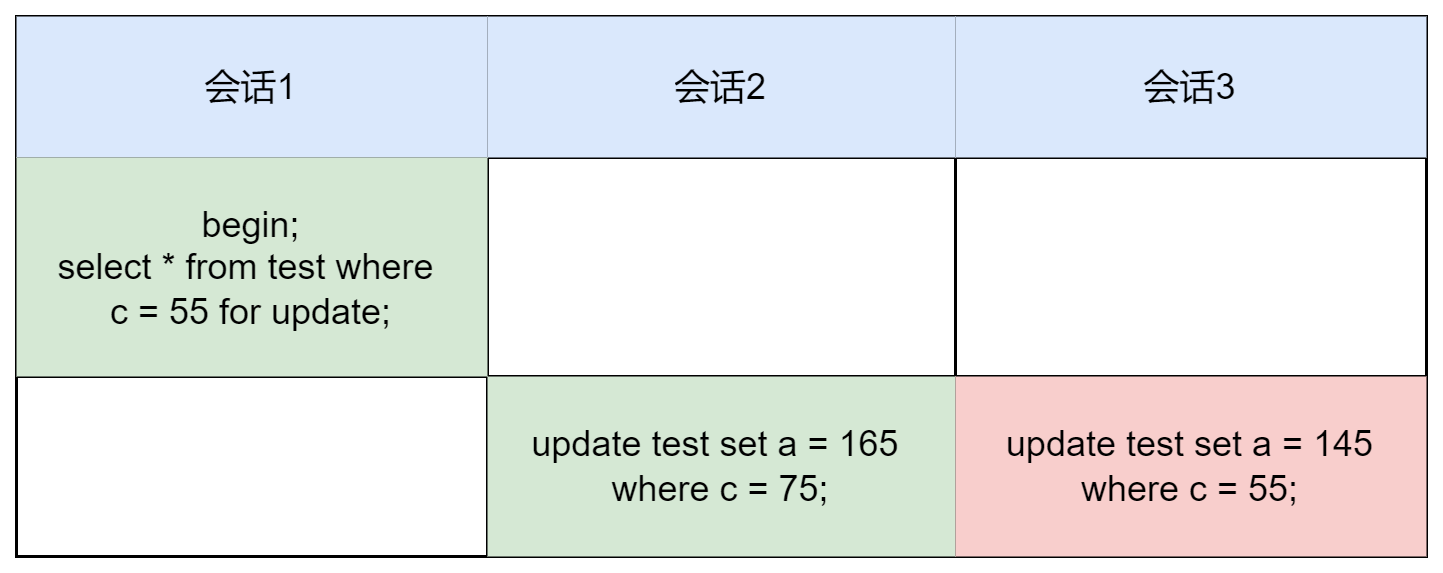 会话1
会话2
会话3
begin;
select * from test where
c = 55 for update;
update test set a = 165
where c = 75;
update test set a = 145
where c = 55;